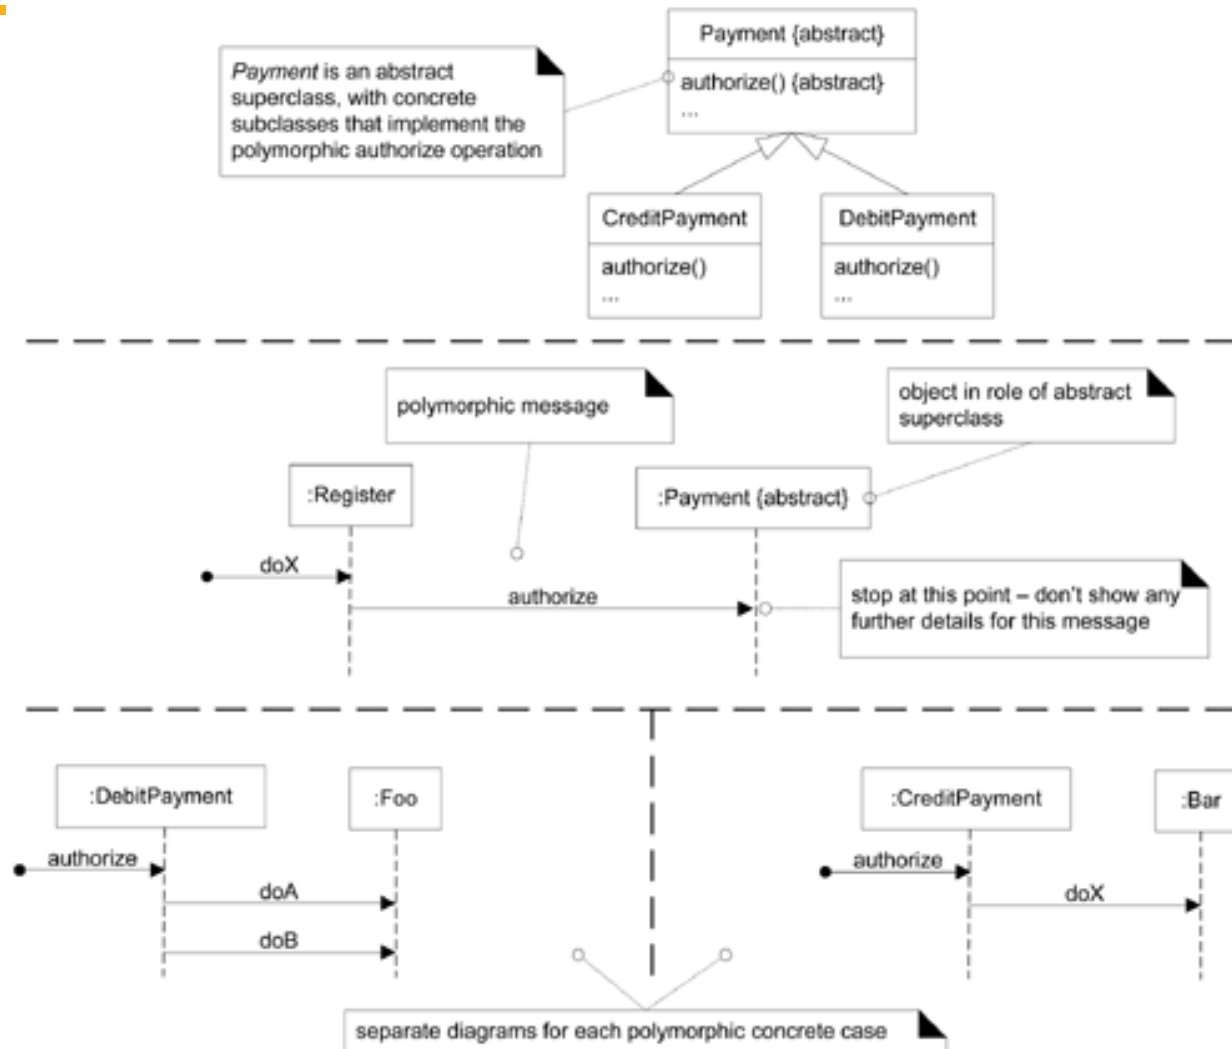 Payment {abstract}
authorize() {abstract}
...
Payment is an abstract
superclass, with concrete
subclasses that implement the
polymorphic authorize operation
CreditPayment
authorize()
...
DebitPayment
authorize()
...
polymorphic message
object in role of abstract
superclass
:Register
:Payment {abstract}
doX
authorize
stop at this point – don't show any
further details for this message
:DebitPayment
:Foo
authorize
doA
doB
:CreditPayment
:Bar
authorize
doX
separate diagrams for each polymorphic concrete case